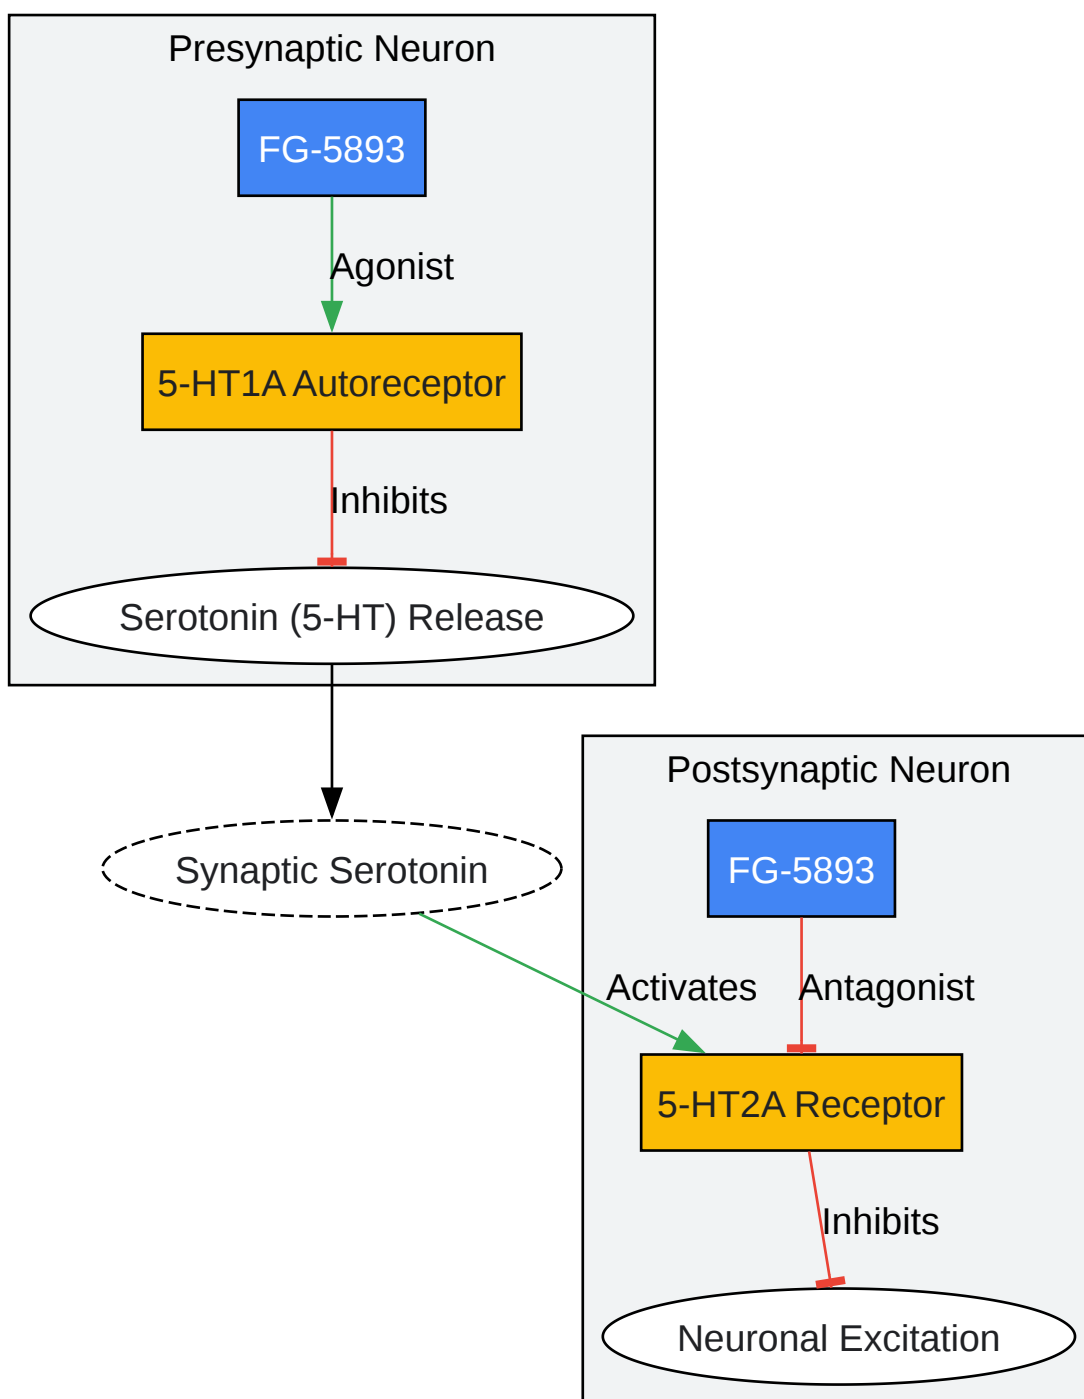 Presynaptic Neuron
FG-5893
Agonist
5-HT1A Autoreceptor
Inhibits
Serotonin (5-HT) Release
Synaptic Serotonin
Postsynaptic Neuron
FG-5893
Activates
Antagonist
5-HT2A Receptor
Inhibits
Neuronal Excitation